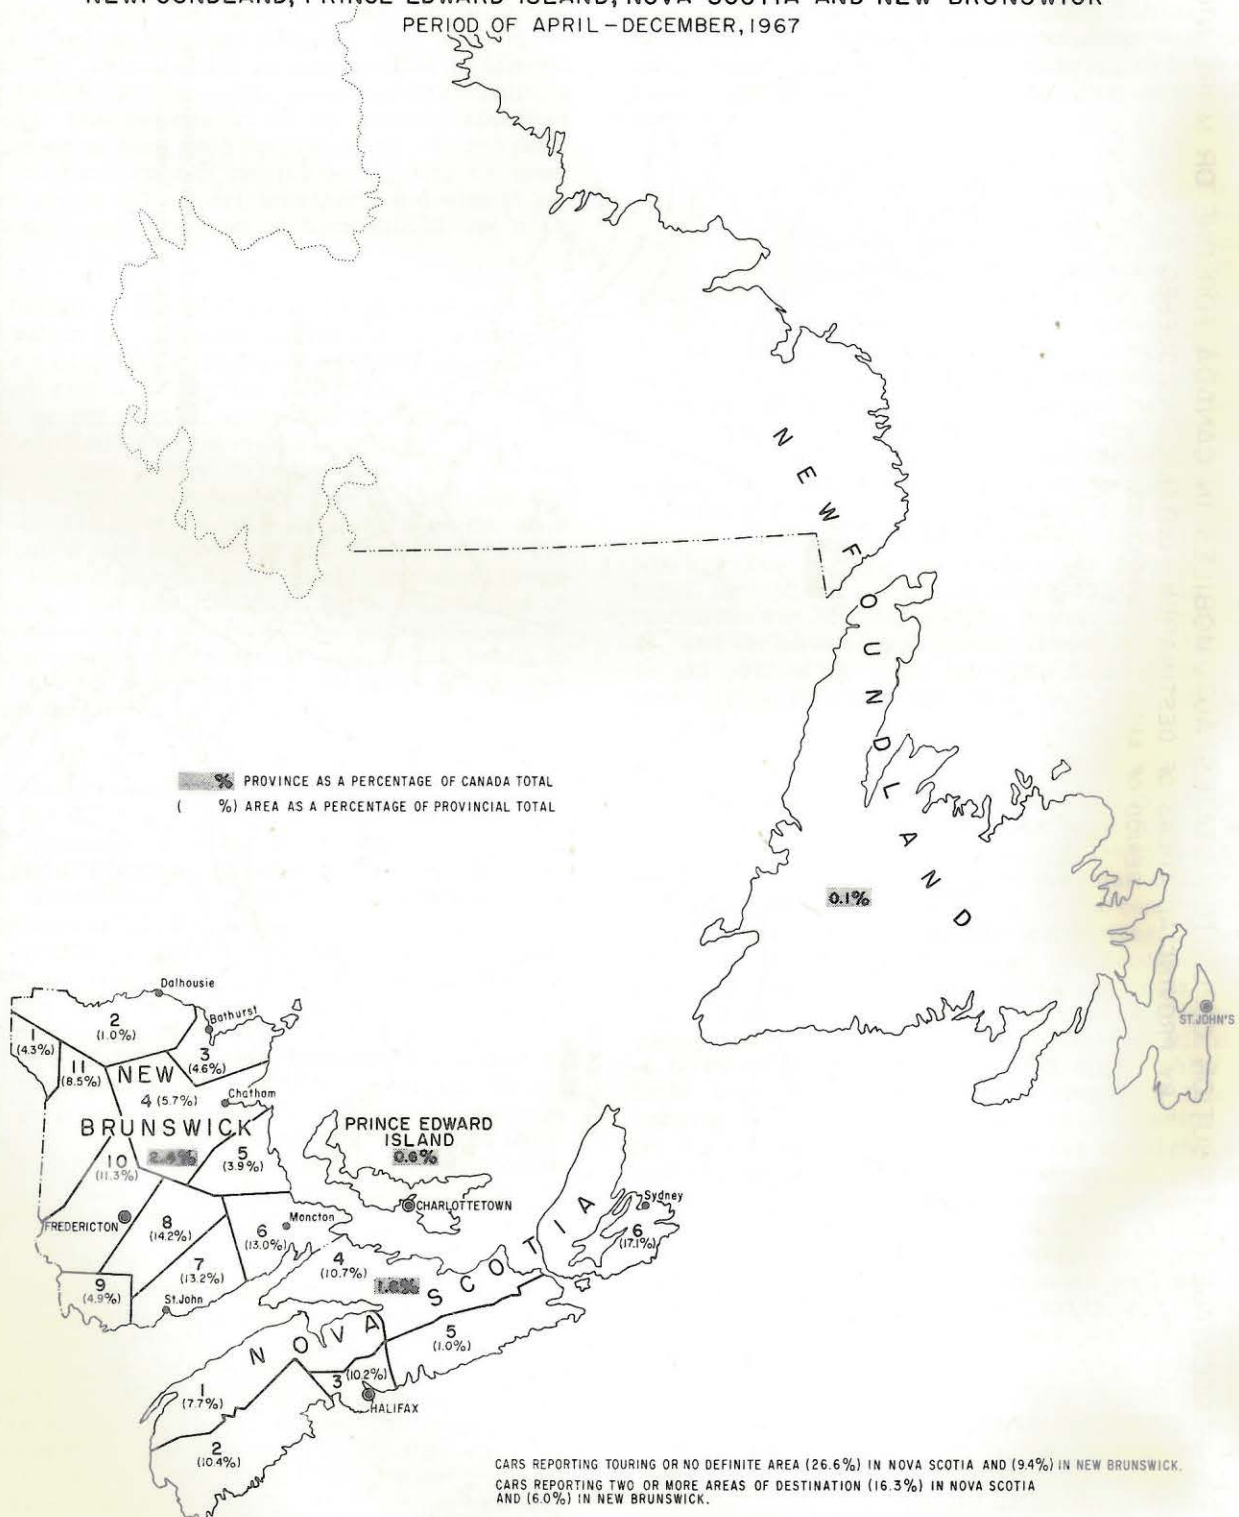 NEWFOUNDLAND, PRINCE EDWARD ISLAND, NOVA SCOTIA AND NEW BRUNSWICK
PERIOD OF APRIL-DECEMBER, 1967
NEWFOUNDLAND
% PROVINCE AS A PERCENTAGE OF CANADA TOTAL
( %) AREA AS A PERCENTAGE OF PROVINCIAL TOTAL
0.1%
ST. JOHN'S
Dalhousie
Bathurst
1
(4.3%)
2
(1.0%)
3
(4.6%)
11
(8.5%)
NEW
4 (5.7%)
Chatham
BRUNSWICK
10
(11.3%)
5
(3.9%)
FREDERICTON
8
(14.2%)
6
(13.0%)
Moncton
7
(13.2%)
9
(4.9%)
St. John
PRINCE EDWARD
ISLAND
0.6%
CHARLOTTETOWN
Sydney
6
(17.1%)
4
(10.7%)
NOVA SCOTIA
5
(1.0%)
3 (10.2%)
HALIFAX
1
(7.7%)
2
(10.4%)
CARS REPORTING TOURING OR NO DEFINITE AREA (26.6%) IN NOVA SCOTIA AND (9.4%) IN NEW BRUNSWICK.
CARS REPORTING TWO OR MORE AREAS OF DESTINATION (16.3%) IN NOVA SCOTIA
AND (6.0%) IN NEW BRUNSWICK.